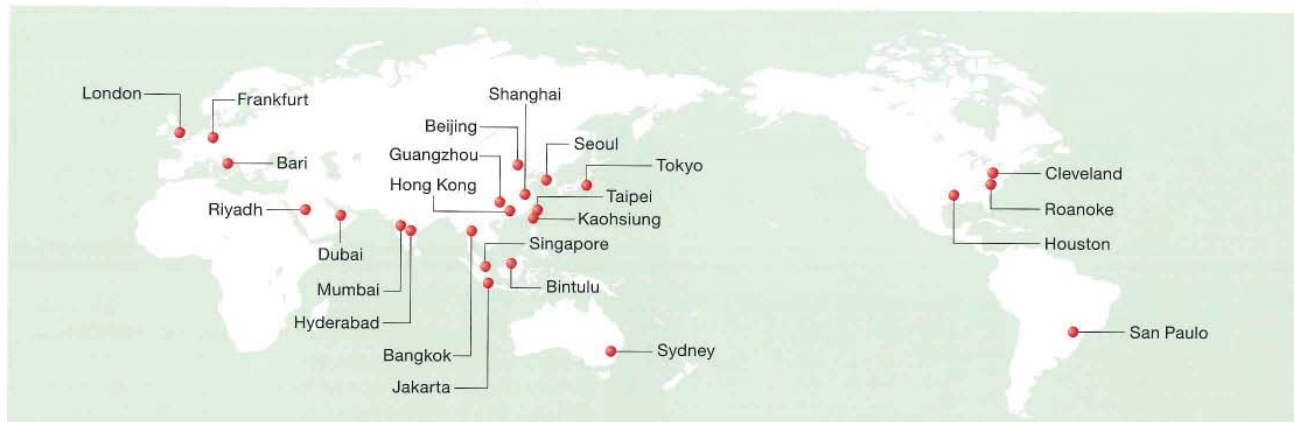 London
Frankfurt
Bari
Riyadh
Dubai
Mumbai
Hyderabad
Bangkok
Jakarta
Shanghai
Beijing
Guangzhou
Hong Kong
Seoul
Tokyo
Taipei
Kaohsiung
Singapore
Bintulu
Sydney
Cleveland
Roanoke
Houston
San Paulo